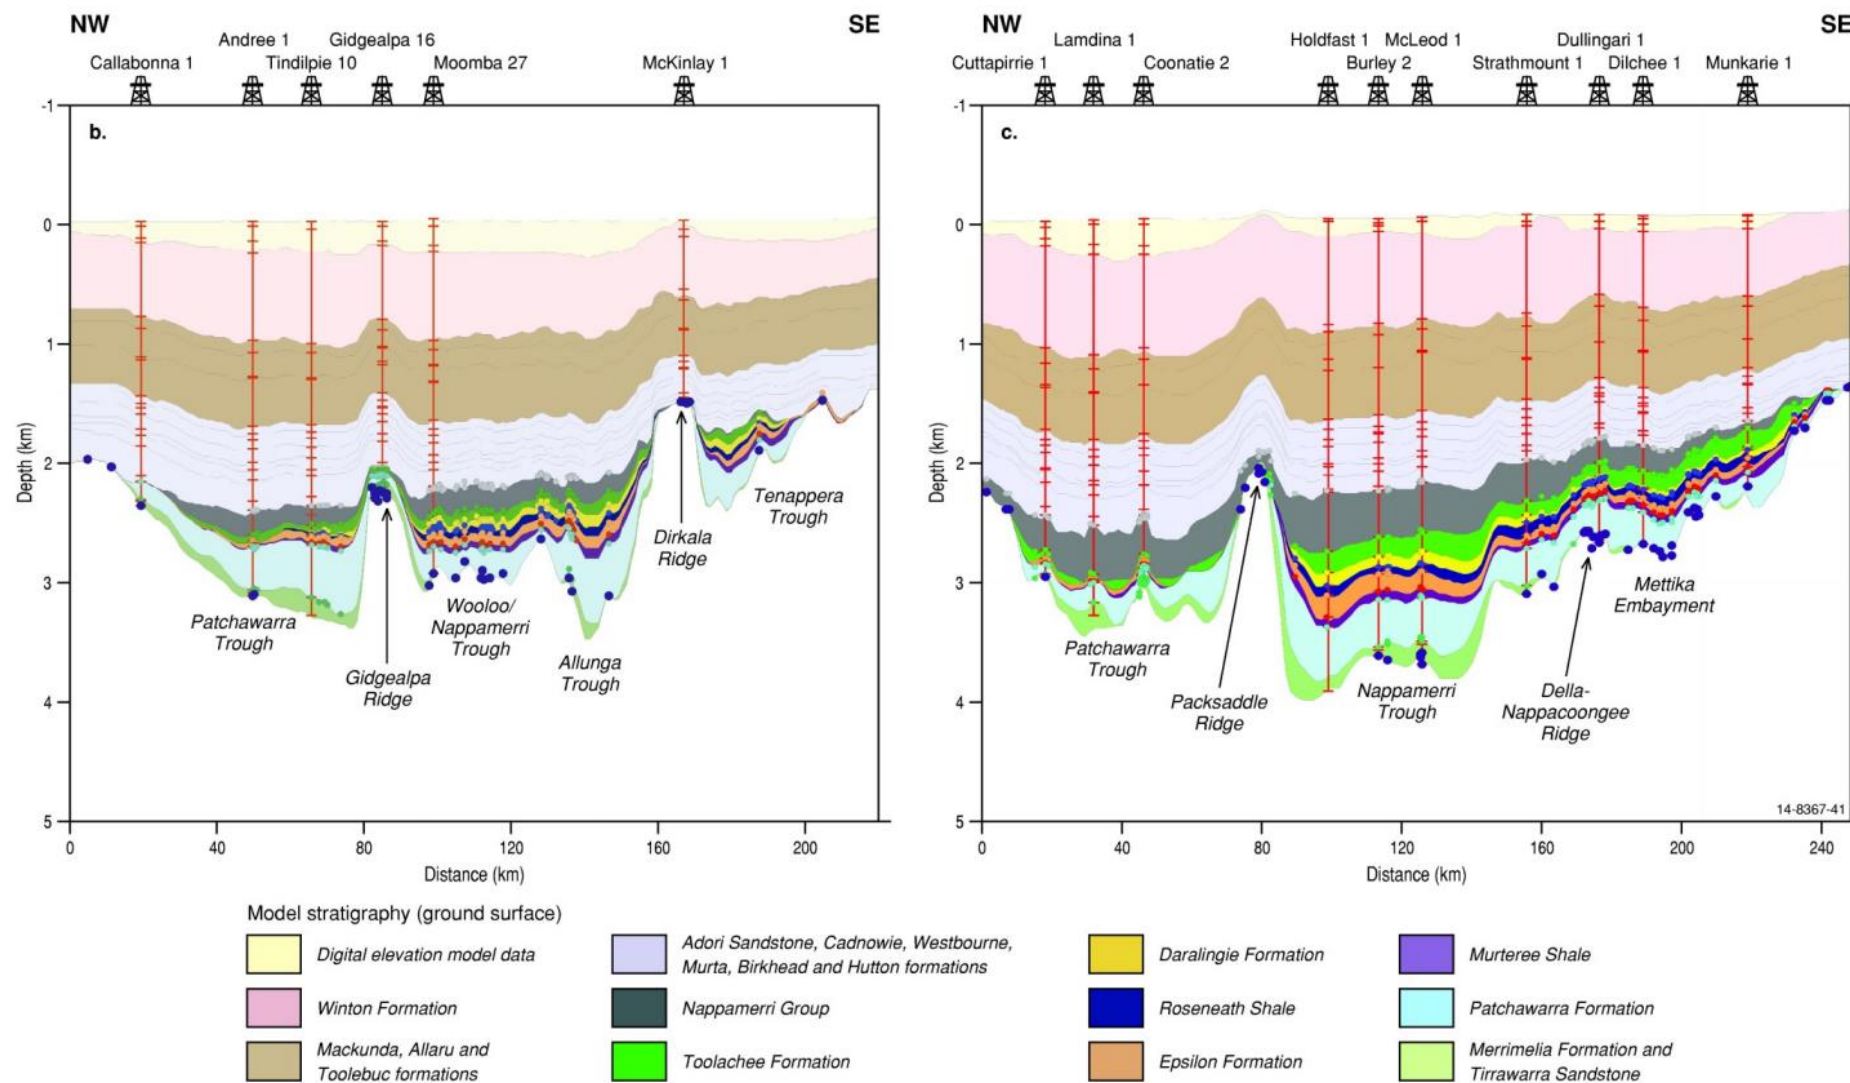 NW
SE
Andree 1
Gidgealpa 16
Callabonna 1
Tindilpie 10
Moomba 27
McKinlay 1
b.
-1
0
1
2
3
4
5
Depth (km)
Patchawarra
Trough
Gidgealpa
Ridge
Wooloo/
Nappamerri
Trough
Allunga
Trough
Dirkala
Ridge
Tenappera
Trough
0
40
80
120
160
200
Distance (km)
NW
SE
Lamdina 1
Holdfast 1
McLeod 1
Dullingari 1
Cuttapirrie 1
Coonatie 2
Burley 2
Strathmount 1
Dilchee 1
Munkarie 1
c.
-1
0
1
2
3
4
5
Depth (km)
Patchawarra
Trough
Packsaddle
Ridge
Nappamerri
Trough
Della-
Nappacoongee
Ridge
Mettika
Embayment
14-8367-41
0
40
80
120
160
200
240
Distance (km)
Model stratigraphy (ground surface)
Digital elevation model data
Winton Formation
Mackunda, Allaru and
Toolebuc formations
Adori Sandstone, Cadnowie, Westbourne,
Murta, Birkhead and Hutton formations
Nappamerri Group
Toolachee Formation
Daralingie Formation
Roseneath Shale
Epsilon Formation
Murteree Shale
Patchawarra Formation
Merrimelia Formation and
Tirrawarra Sandstone